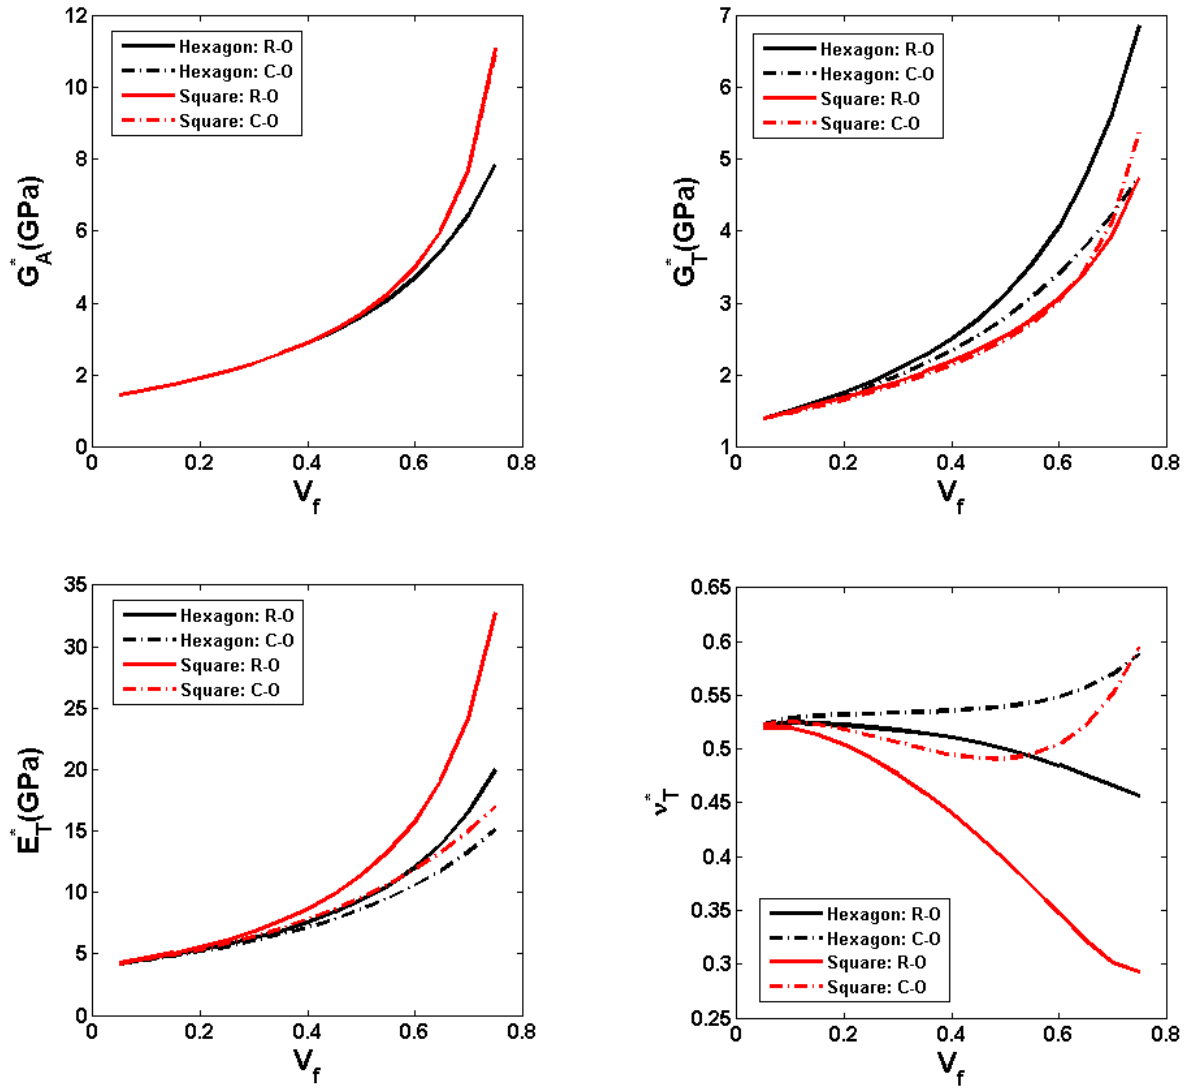 12
10
8
6
4
2
0
G*A(GPa)
Hexagon: R-O
Hexagon: C-O
Square: R-O
Square: C-O
0 0.2 0.4 0.6 0.8
Vf
7
6
5
4
3
2
1
G*T(GPa)
Hexagon: R-O
Hexagon: C-O
Square: R-O
Square: C-O
0 0.2 0.4 0.6 0.8
Vf
35
30
25
20
15
10
5
0
E*T(GPa)
Hexagon: R-O
Hexagon: C-O
Square: R-O
Square: C-O
0 0.2 0.4 0.6 0.8
Vf
0.65
0.6
0.55
0.5
0.45
0.4
0.35
0.3
0.25
ν*T
Hexagon: R-O
Hexagon: C-O
Square: R-O
Square: C-O
0 0.2 0.4 0.6 0.8
Vf